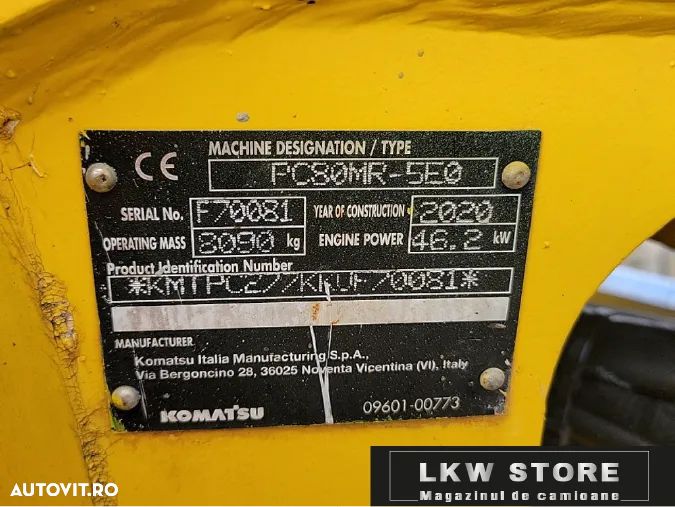 CE
MACHINE DESIGNATION / TYPE
PC80MR-5E0
SERIAL No. F70081 YEAR OF CONSTRUCTION 2020
OPERATING MASS 8090 kg ENGINE POWER 46.2 kW
Product Identification Number
MANUFACTURER
Komatsu Italia Manufacturing S.p.A.,
Via Bergoncino 28, 36025 Noventa Vicentina (VI), Italy
KOMATSU 09601-00773
LKW STORE
Magazinul de camioane
AUTOVIT.RO